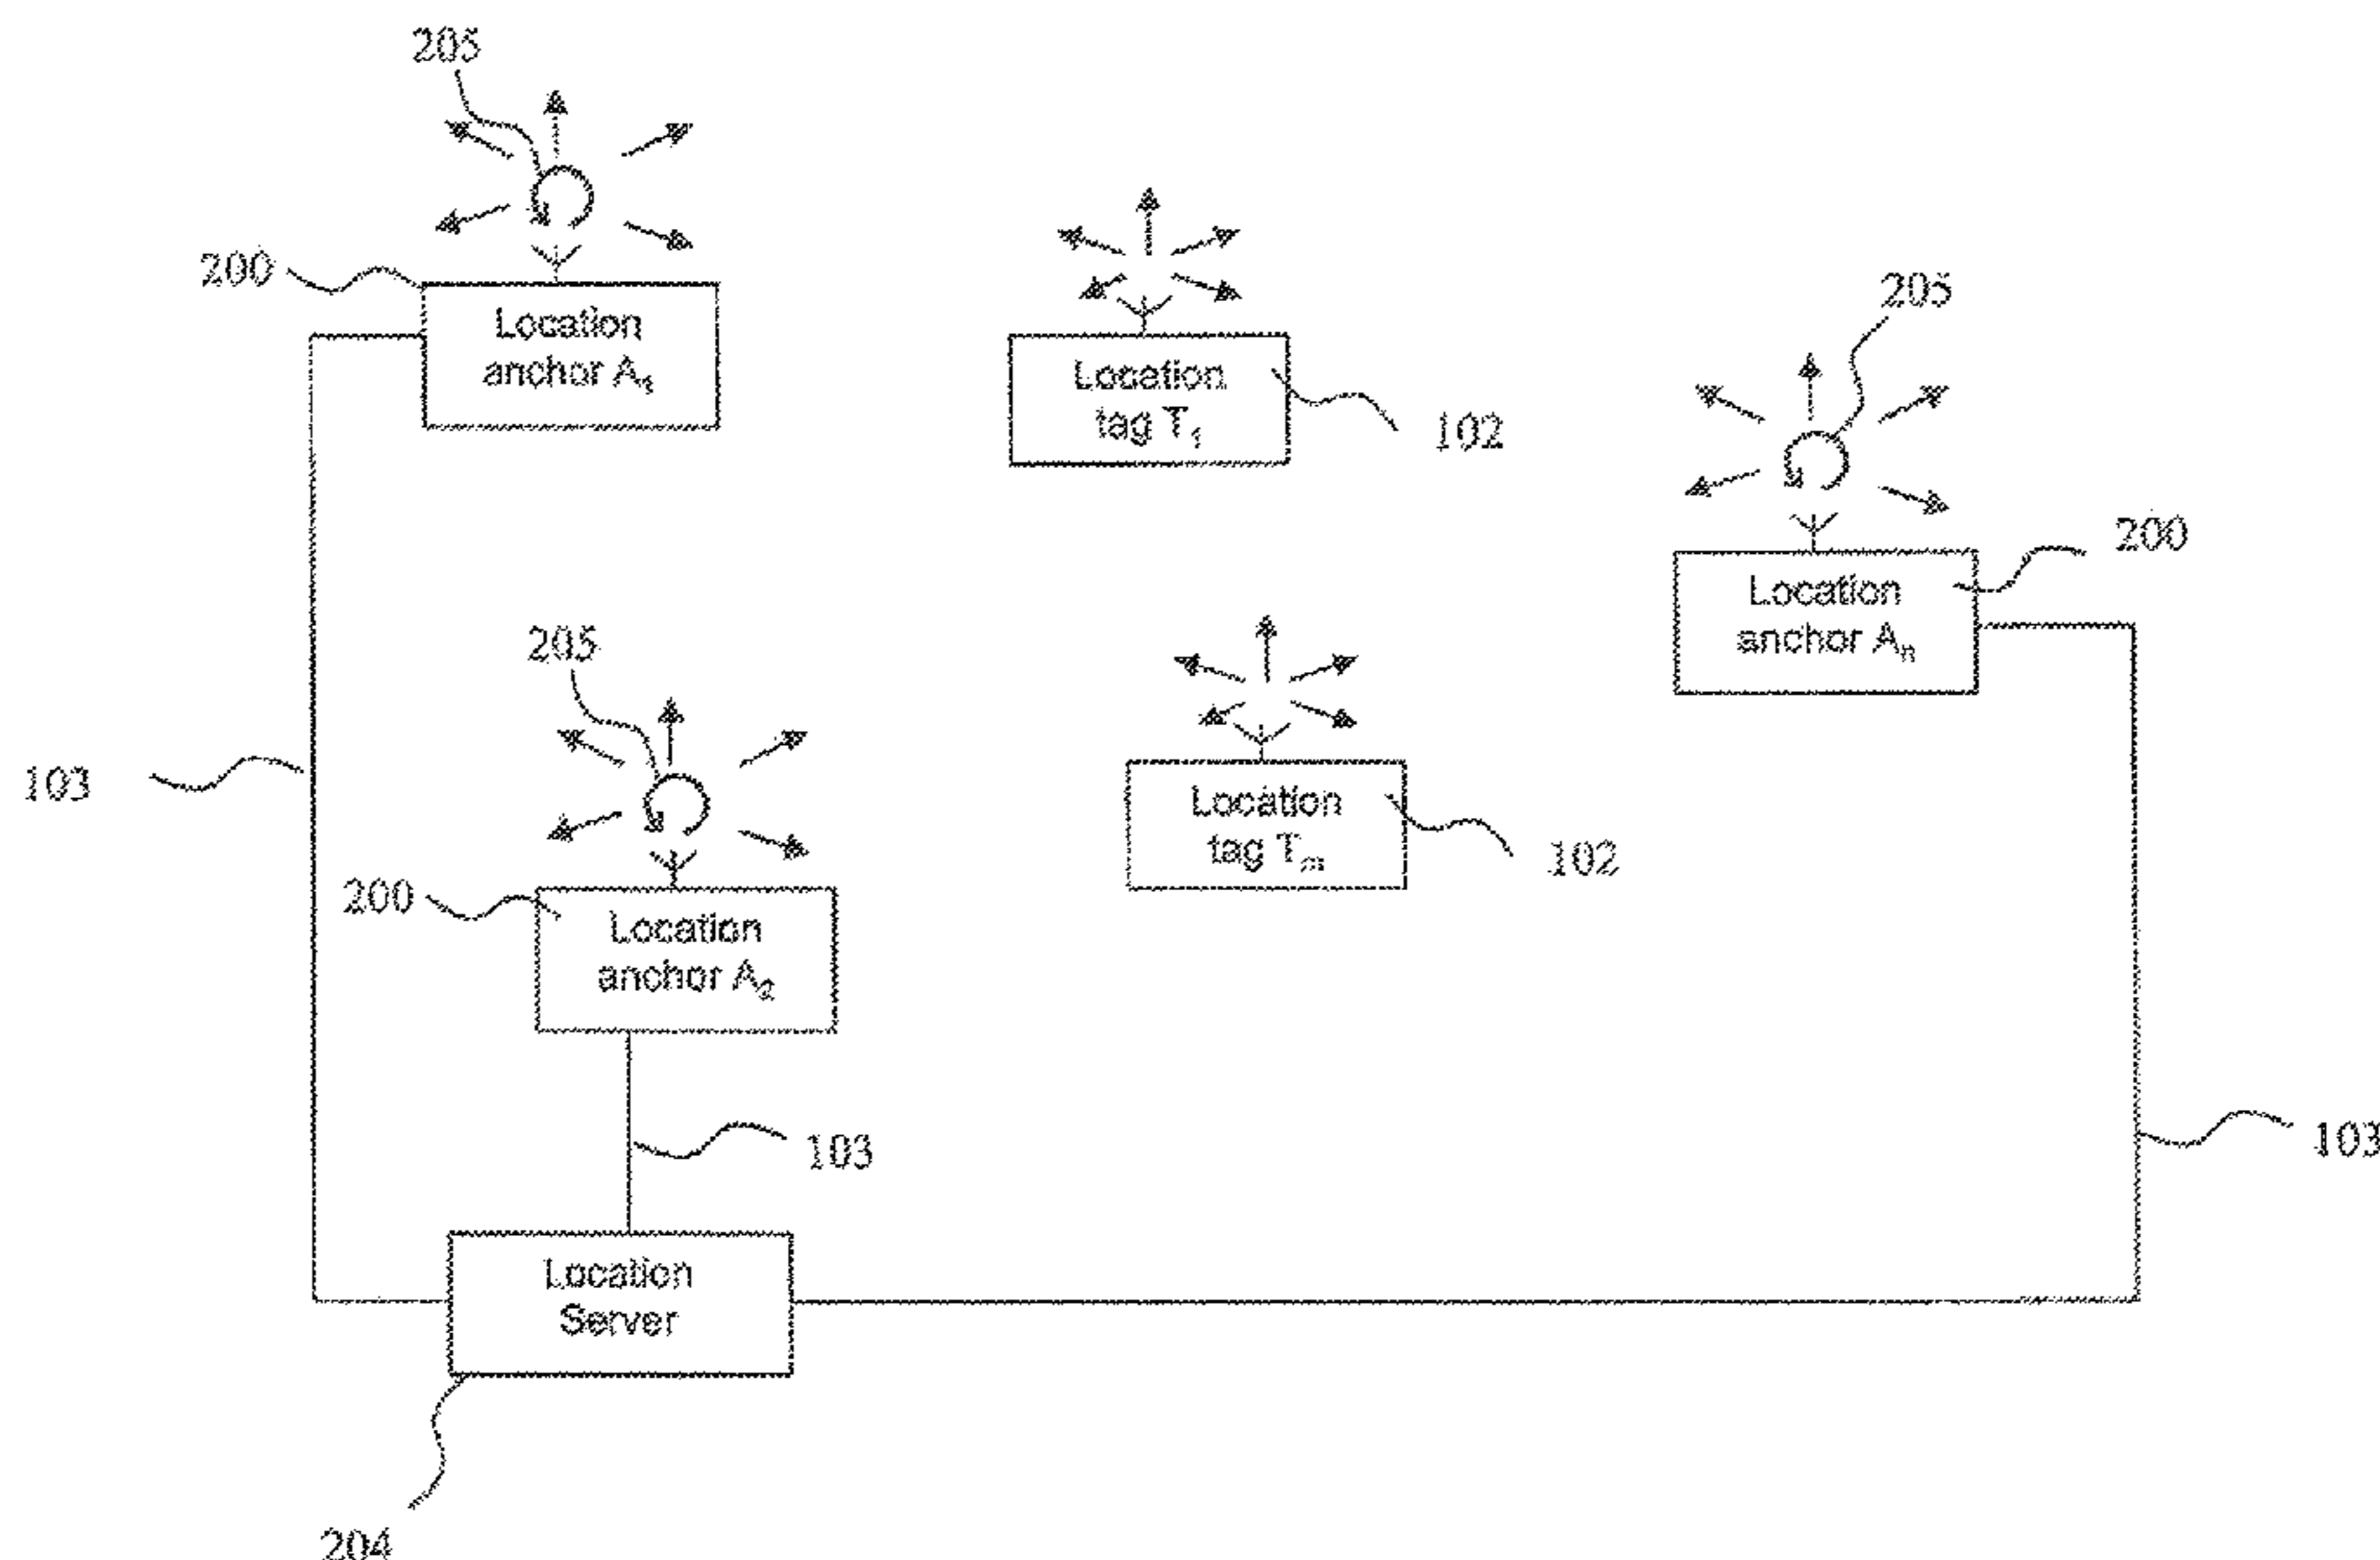 205
200
Location
anchor A₁
Location
tag T₁
102
205
200
Location
anchor Aₙ
205
103
Location
tag Tₘ
102
200
Location
anchor A₂
103
103
Location
Server
204